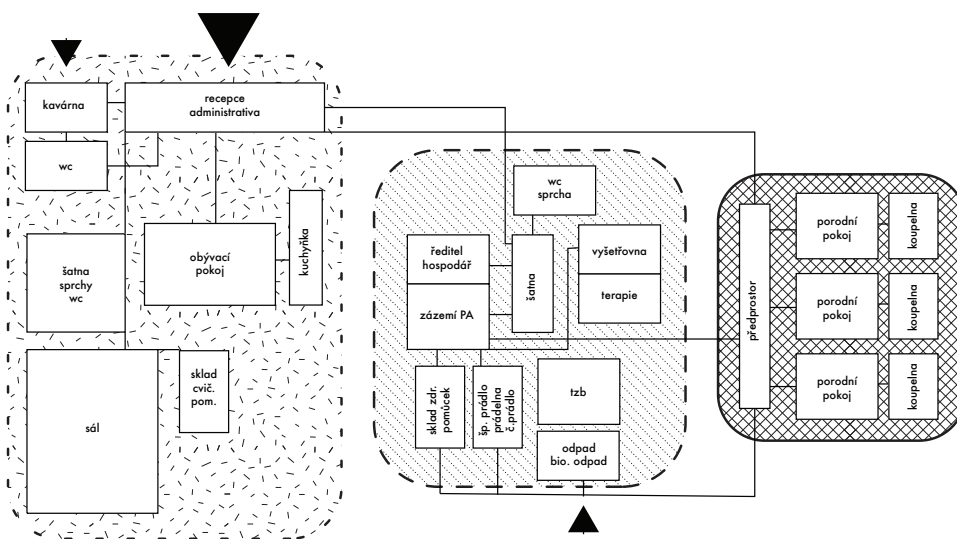 kavárna
recepce
administrativa
wc
šatna
sprchy
wc
obývací
pokoj
kuchyňka
sál
sklad
cvič.
pom.
wc
sprcha
ředitel
hospodář
šatna
vyšetřovna
zázemí PA
terapie
sklad zdr.
pomůcek
šp. prádlo
prádelna
č.prádlo
tzb
odpad
bio. odpad
předprostor
porodní
pokoj
koupelna
porodní
pokoj
koupelna
porodní
pokoj
koupelna